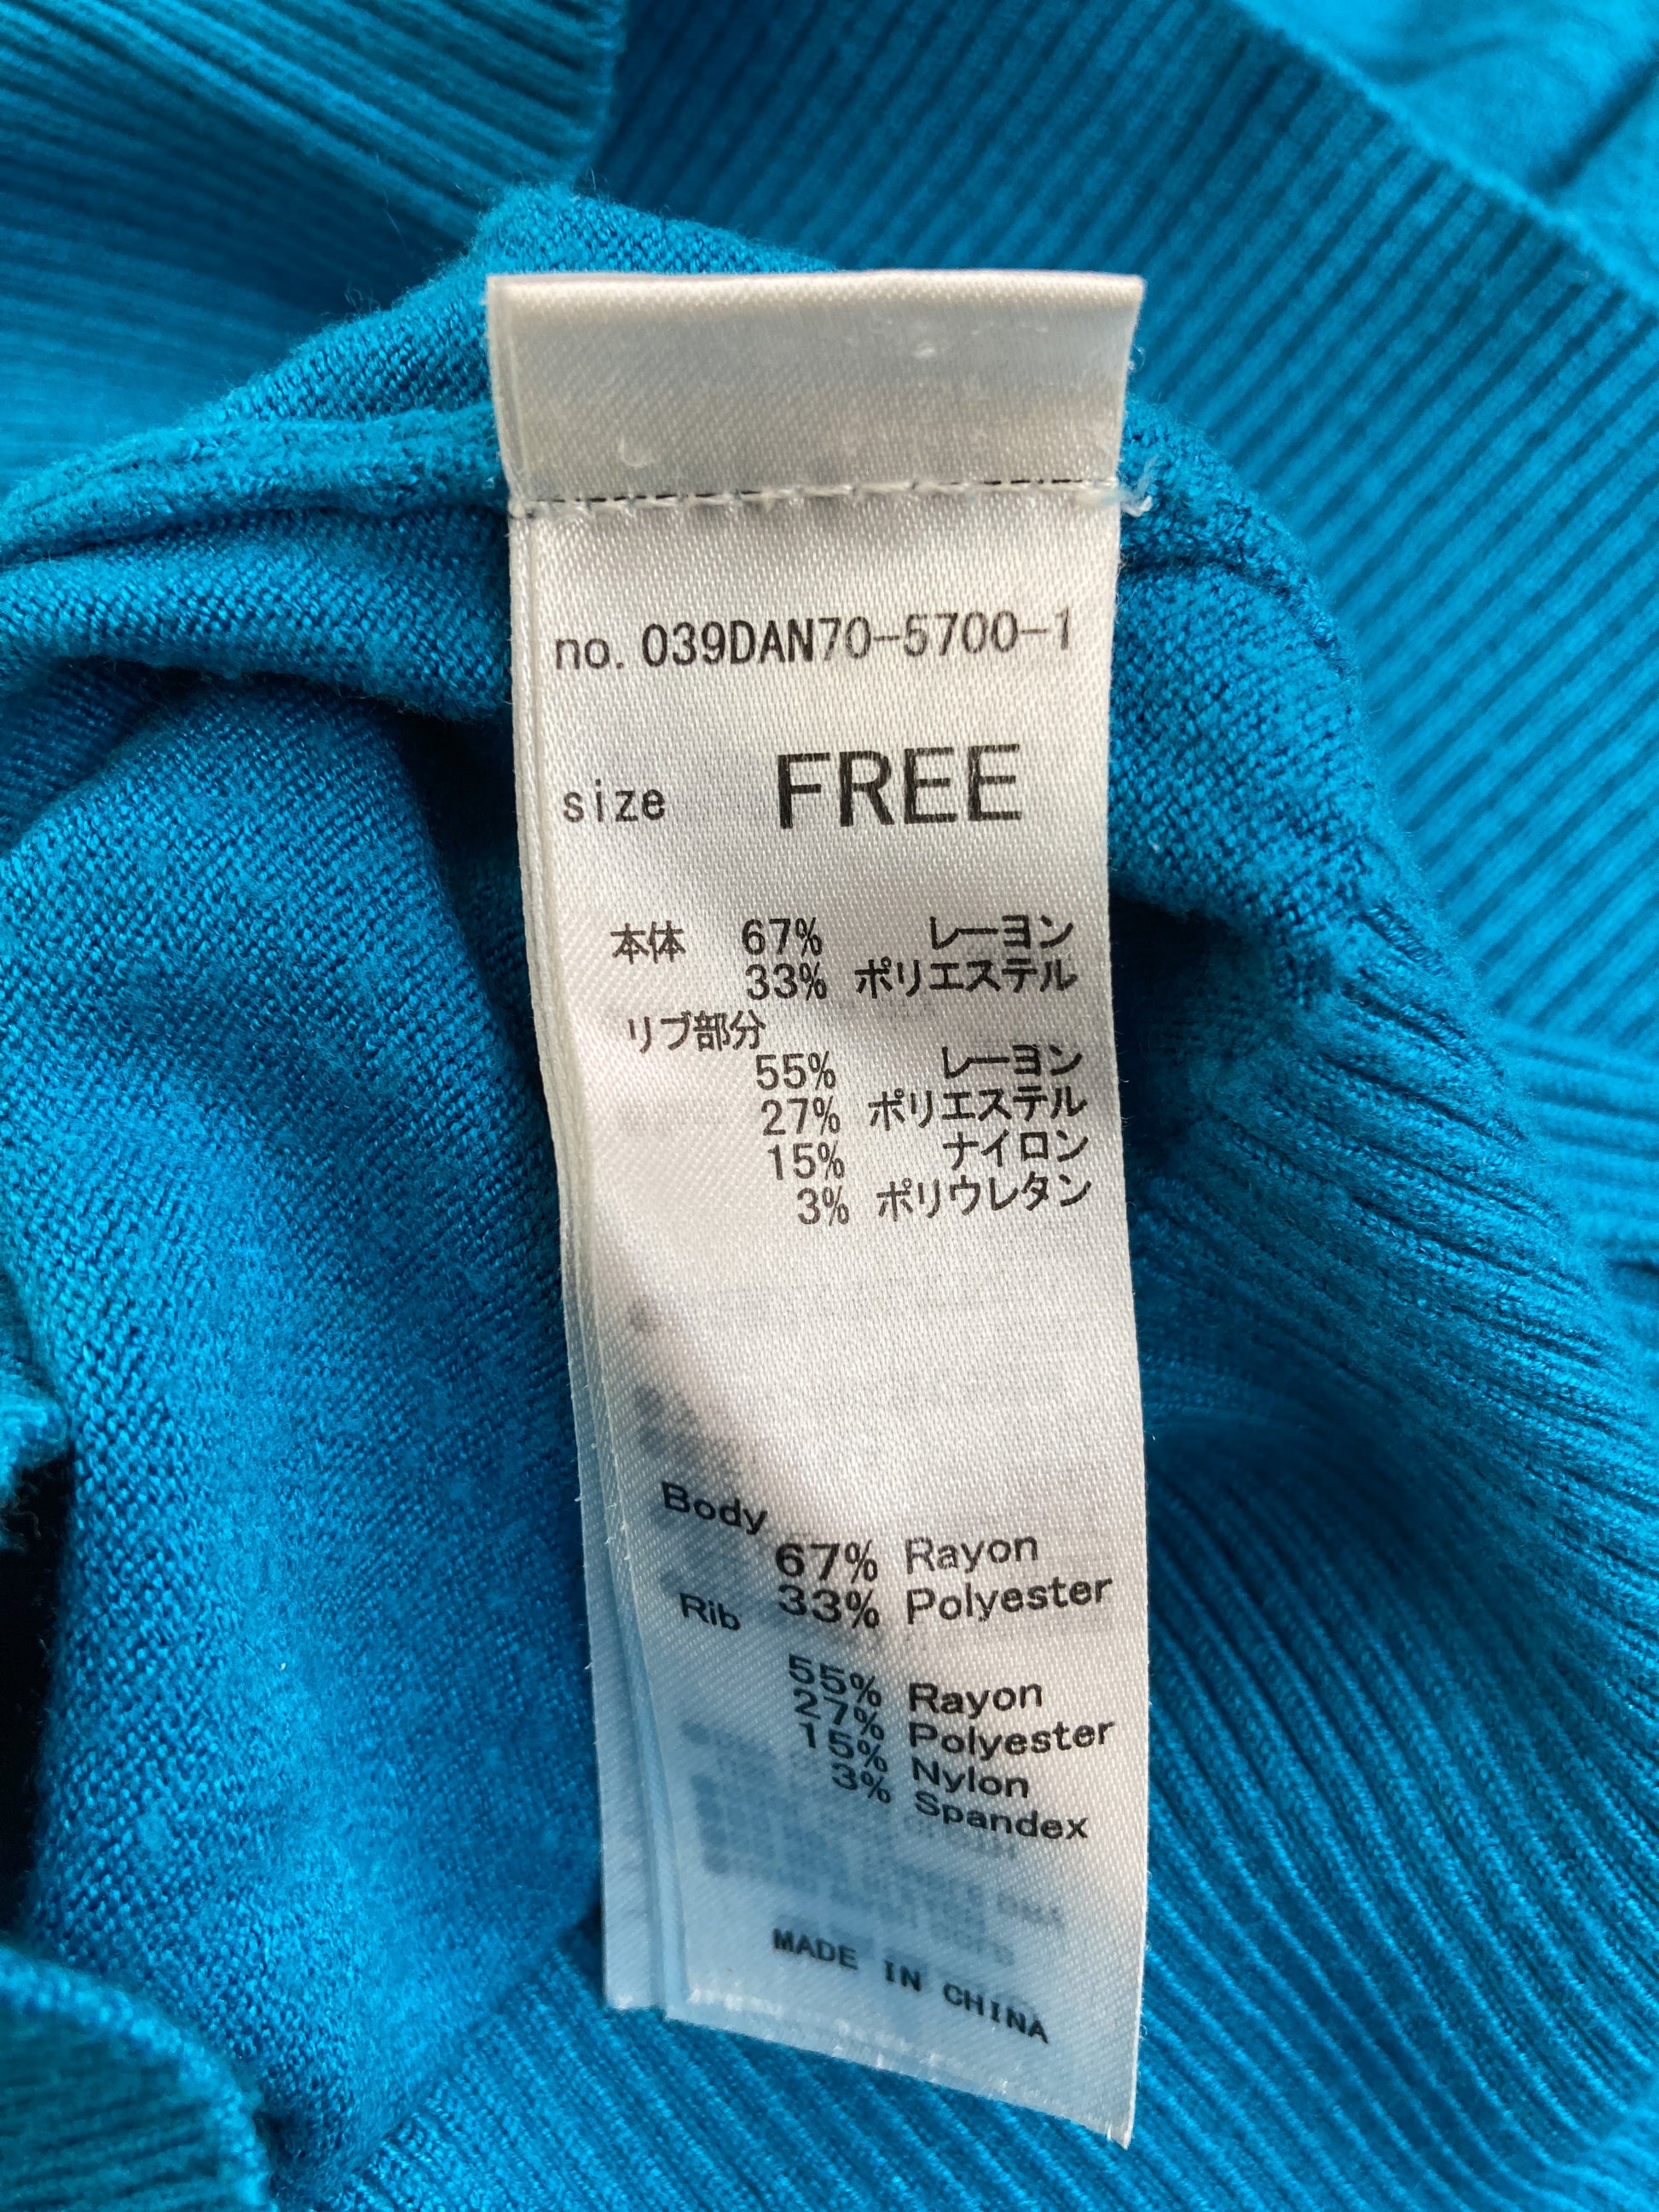 no. 039DAN70-5700-1
size FREE
本体 67% レーヨン
33% ポリエステル
リブ部分
55% レーヨン
27% ポリエステル
15% ナイロン
3% ポリウレタン
Body
67% Rayon
33% Polyester
Rib
55% Rayon
27% Polyester
15% Nylon
3% Spandex
MADE IN CHINA